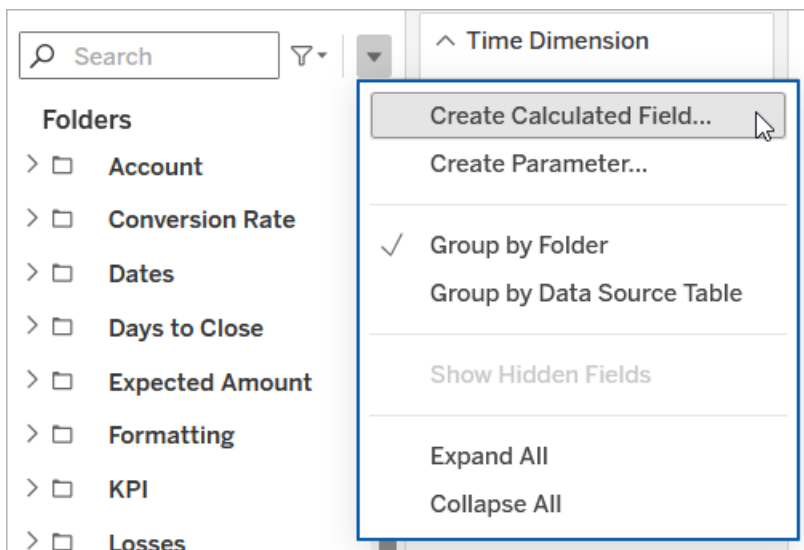 Search
Time Dimension
Folders
Account
Conversion Rate
Dates
Days to Close
Expected Amount
Formatting
KPI
Losses
Create Calculated Field...
Create Parameter...
Group by Folder
Group by Data Source Table
Show Hidden Fields
Expand All
Collapse All